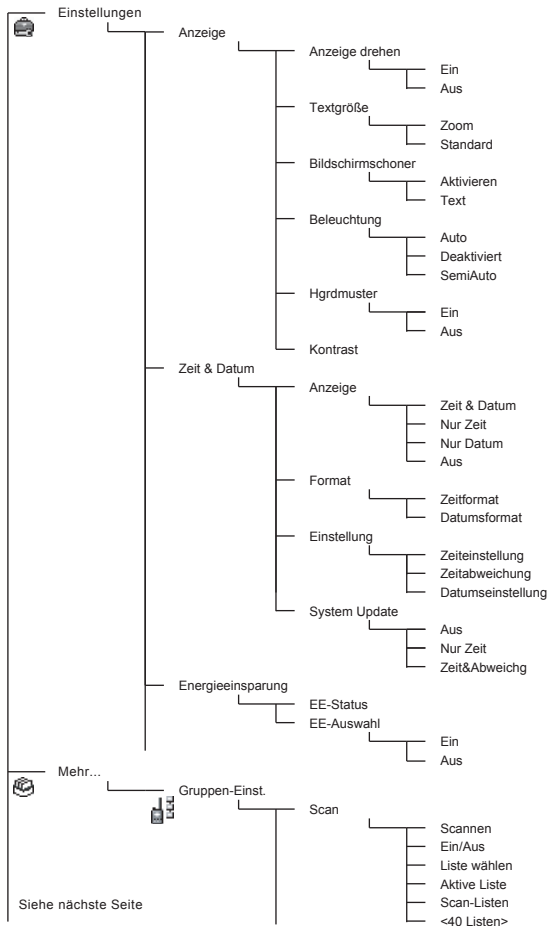 Einstellungen
Anzeige
Anzeige drehen
Ein
Aus
Textgröße
Zoom
Standard
Bildschirmschoner
Aktivieren
Text
Beleuchtung
Auto
Deaktiviert
SemiAuto
Hgrdmuster
Ein
Aus
Kontrast
Zeit & Datum
Anzeige
Zeit & Datum
Nur Zeit
Nur Datum
Aus
Format
Zeitformat
Datumsformat
Einstellung
Zeiteinstellung
Zeitabweichung
Datumseinstellung
System Update
Aus
Nur Zeit
Zeit&Abweichg
Energieeinsparung
EE-Status
EE-Auswahl
Ein
Aus
Mehr...
Gruppen-Einst.
Scan
Scannen
Ein/Aus
Liste wählen
Aktive Liste
Scan-Listen
<40 Listen>
Siehe nächste Seite